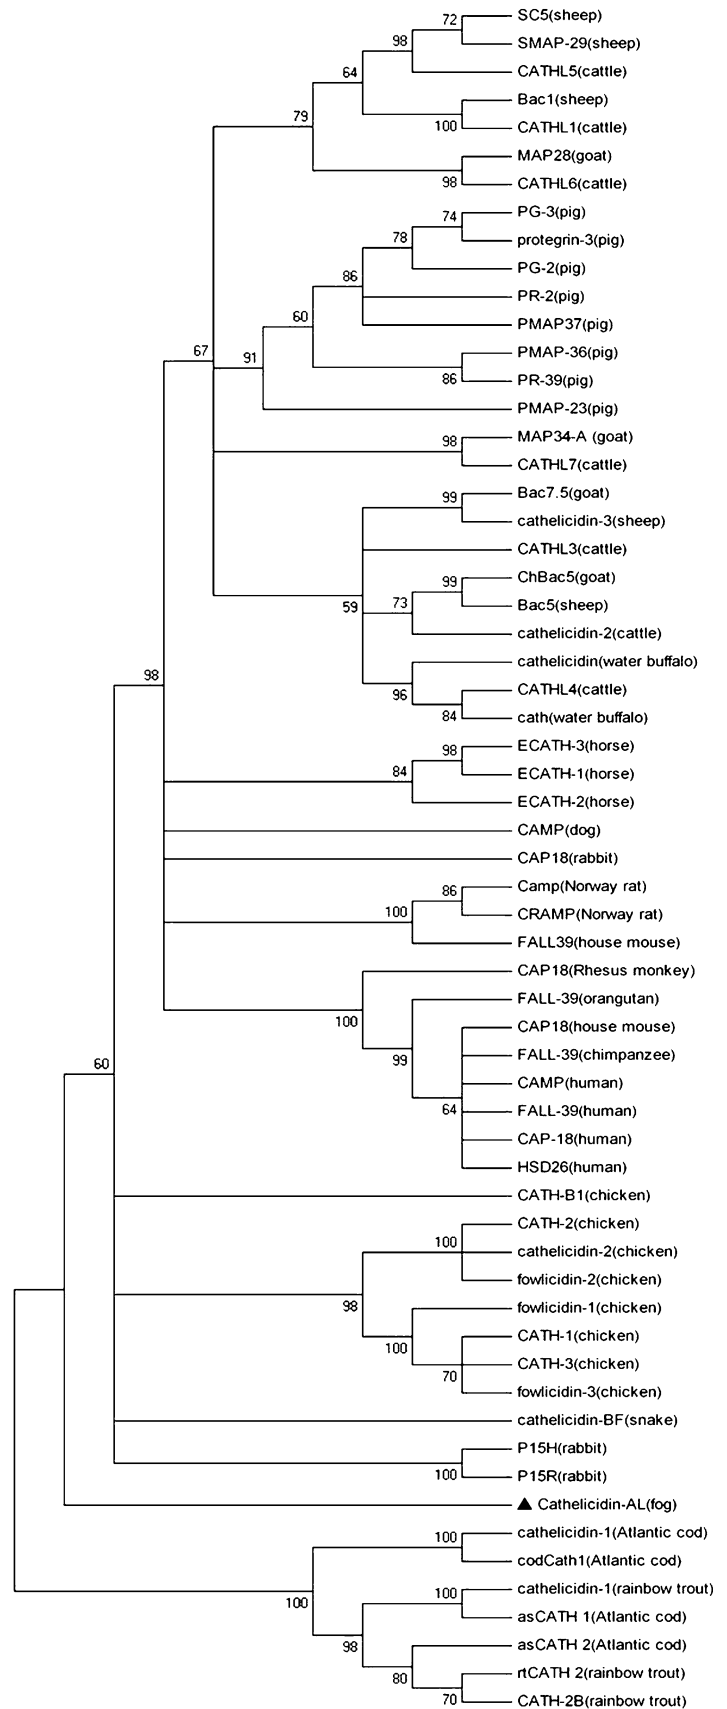 72 SC5(sheep)
98 SMAP-29(sheep)
64 CATHL5(cattle)
Bac1(sheep)
79 100 CATHL1(cattle)
MAP28(goat)
98 CATHL6(cattle)
74 PG-3(pig)
78 protegrin-3(pig)
86 PG-2(pig)
PR-2(pig)
60 PMAP37(pig)
67 91 PMAP-36(pig)
86 PR-39(pig)
PMAP-23(pig)
98 MAP34-A (goat)
CATHL7(cattle)
99 Bac7.5(goat)
cathelicidin-3(sheep)
CATHL3(cattle)
99 ChBac5(goat)
59 73 Bac5(sheep)
cathelicidin-2(cattle)
98 cathelicidin(water buffalo)
96 CATHL4(cattle)
84 cath(water buffalo)
98 ECATH-3(horse)
84 ECATH-1(horse)
ECATH-2(horse)
CAMP(dog)
CAP18(rabbit)
86 Camp(Norway rat)
100 CRAMP(Norway rat)
FALL39(house mouse)
CAP18(Rhesus monkey)
FALL-39(orangutan)
100 CAP18(house mouse)
60 99 FALL-39(chimpanzee)
CAMP(human)
64 FALL-39(human)
CAP-18(human)
HSD26(human)
CATH-B1(chicken)
100 CATH-2(chicken)
cathelicidin-2(chicken)
fowlicidin-2(chicken)
98 fowlicidin-1(chicken)
100 CATH-1(chicken)
70 CATH-3(chicken)
fowlicidin-3(chicken)
cathelicidin-BF(snake)
P15H(rabbit)
100 P15R(rabbit)
▲ Cathelicidin-AL(fog)
100 cathelicidin-1(Atlantic cod)
codCath1(Atlantic cod)
100 100 cathelicidin-1(rainbow trout)
asCATH 1(Atlantic cod)
98 asCATH 2(Atlantic cod)
80 rtCATH 2(rainbow trout)
70 CATH-2B(rainbow trout)